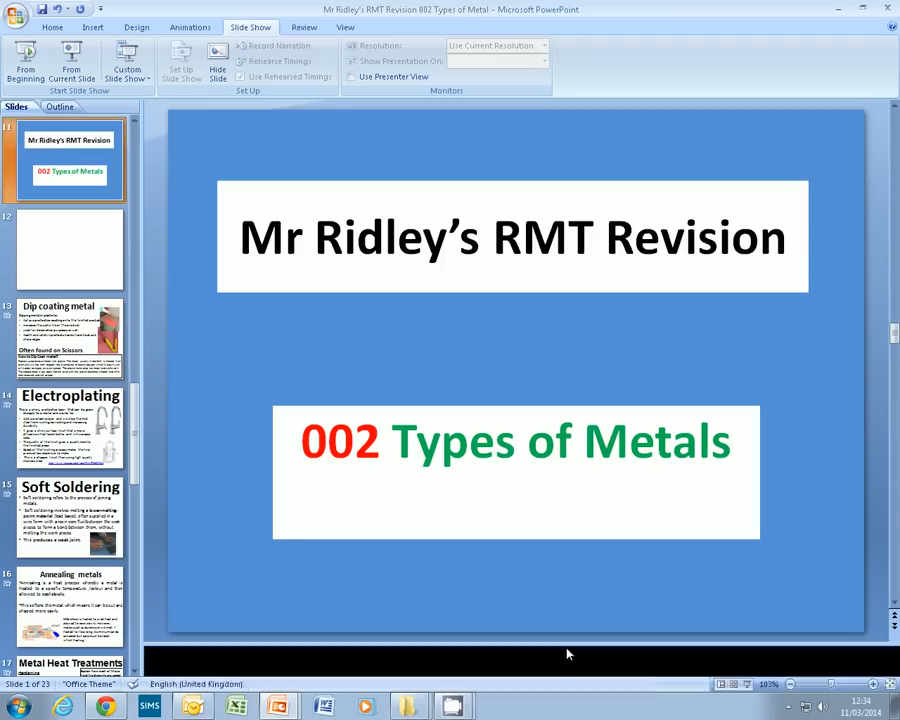 Mr Ridley's RMT Revision 002 Types of Metal - Microsoft PowerPoint
Home Insert Design Animations Slide Show Review View
From Beginning
From Current Slide
Custom Slide Show
Start Slide Show
Set Up Slide Show
Hide Slide
Record Narration
Rehearse Timings
Use Rehearsed Timings
Set Up
Resolution: Use Current Resolution
Show Presentation On:
Use Presenter View
Monitors
Slides Outline
11
Mr Ridley's RMT Revision
002 Types of Metals
12
13
Dip coating metal
Often found on Scissors
14
Electroplating
15
Soft Soldering
16
Annealing metals
17
Metal Heat Treatments
Mr Ridley's RMT Revision
002 Types of Metals
Slide 1 of 23 "Office Theme" English (United Kingdom) 103%
SIMS
12:34
11/03/2014